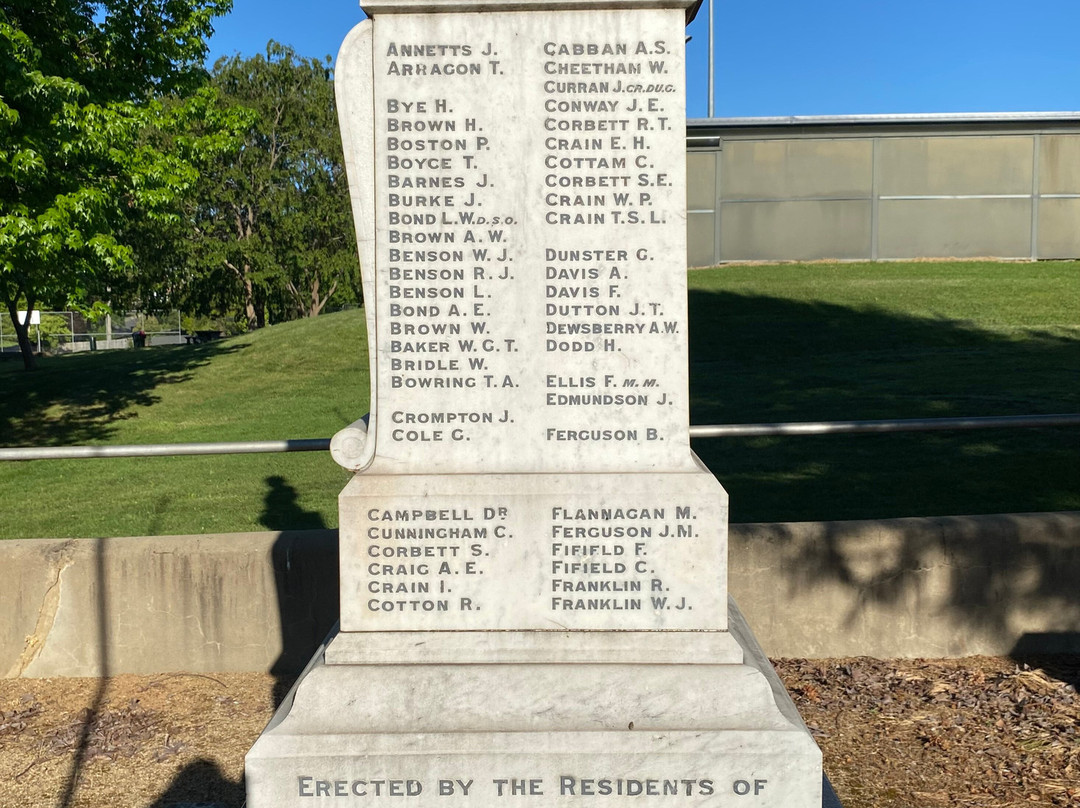 ANNETTS J.
ARRAGON T.
BYE H.
BROWN H.
BOSTON P.
BOYCE T.
BARNES J.
BURKE J.
BOND L.W. D.S.O.
BROWN A.W.
BENSON W.J.
BENSON R.J.
BENSON L.
BOND A.E.
BROWN W.
BAKER W.G.T.
BRIDLE W.
BOWRING T.A.
CROMPTON J.
COLE G.
CABBAN A.S.
CHEETHAM W.
CURRAN J. CR.DU.G.
CONWAY J.E.
CORBETT R.T.
CRAIN E.H.
COTTAM C.
CORBETT S.E.
CRAIN W.P.
CRAIN T.S.L.
DUNSTER G.
DAVIS A.
DAVIS F.
DUTTON J.T.
DEWSBERRY A.W.
DODD H.
ELLIS F. M.M.
EDMUNDSON J.
FERGUSON B.
CAMPBELL DR
CUNNINGHAM C.
CORBETT S.
CRAIG A.E.
CRAIN I.
COTTON R.
FLANNAGAN M.
FERGUSON J.M.
FIFIELD F.
FIFIELD C.
FRANKLIN R.
FRANKLIN W.J.
ERECTED BY THE RESIDENTS OF